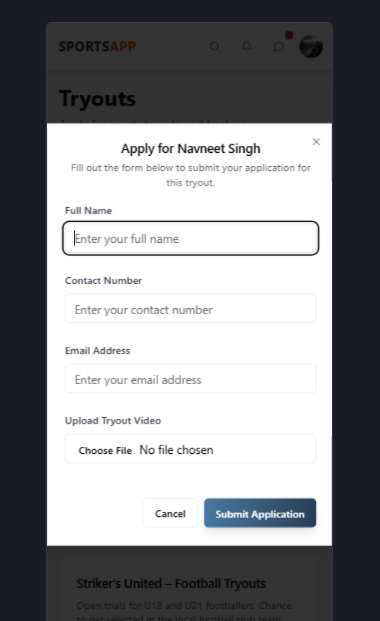 SPORTSAPP
Tryouts
Apply for Navneet Singh
Fill out the form below to submit your application for
this tryout.
Full Name
Enter your full name
Contact Number
Enter your contact number
Email Address
Enter your email address
Upload Tryout Video
Choose File No file chosen
Cancel
Submit Application
Striker's United – Football Tryouts
Open trials for U18 and U21 footballers. Chance
to get selected in the local football club team